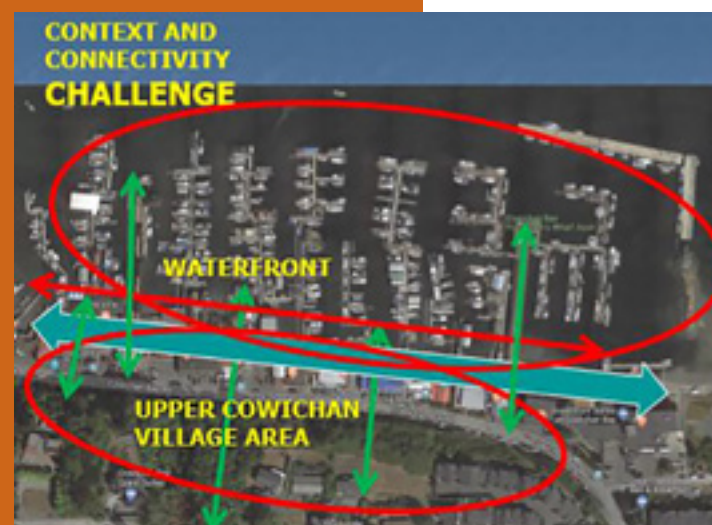 CONTEXT AND
CONNECTIVITY
CHALLENGE
WATERFRONT
UPPER COWICHAN
VILLAGE AREA